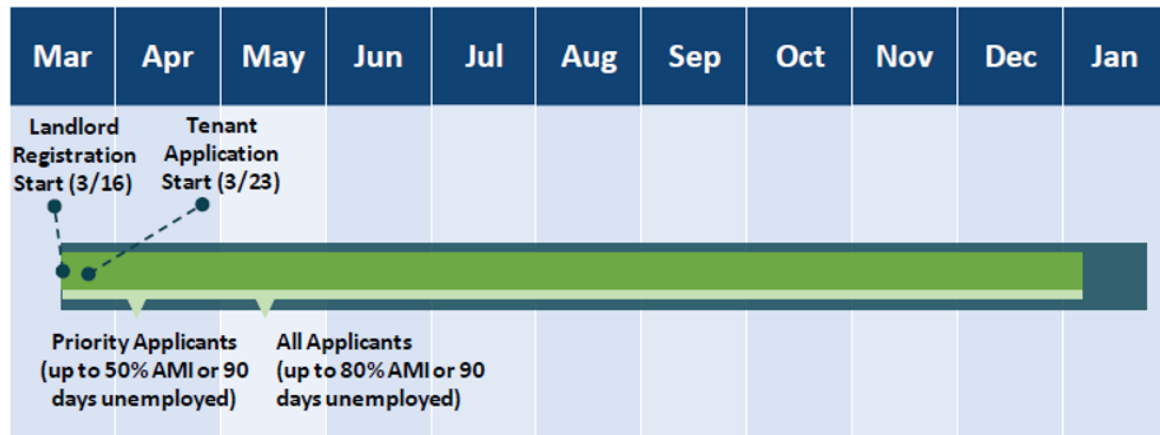 Mar Apr May Jun Jul Aug Sep Oct Nov Dec Jan
Landlord
Registration
Start (3/16)
Tenant
Application
Start (3/23)
Priority Applicants
(up to 50% AMI or 90
days unemployed)
All Applicants
(up to 80% AMI or 90
days unemployed)